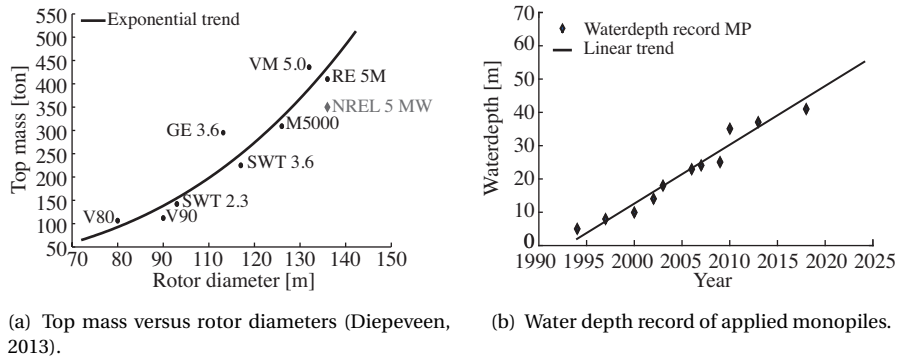 550
500
450
400
350
300
250
200
150
100
50
Top mass [ton]
Exponential trend
VM 5.0
RE 5M
NREL 5 MW
M5000
GE 3.6
SWT 3.6
SWT 2.3
V80
V90
70 80 90 100 110 120 130 140 150
Rotor diameter [m]
(a) Top mass versus rotor diameters (Diepeveen,
2013).
70
60
50
40
30
20
10
0
Waterdepth [m]
Waterdepth record MP
Linear trend
1990 1995 2000 2005 2010 2015 2020 2025
Year
(b) Water depth record of applied monopiles.